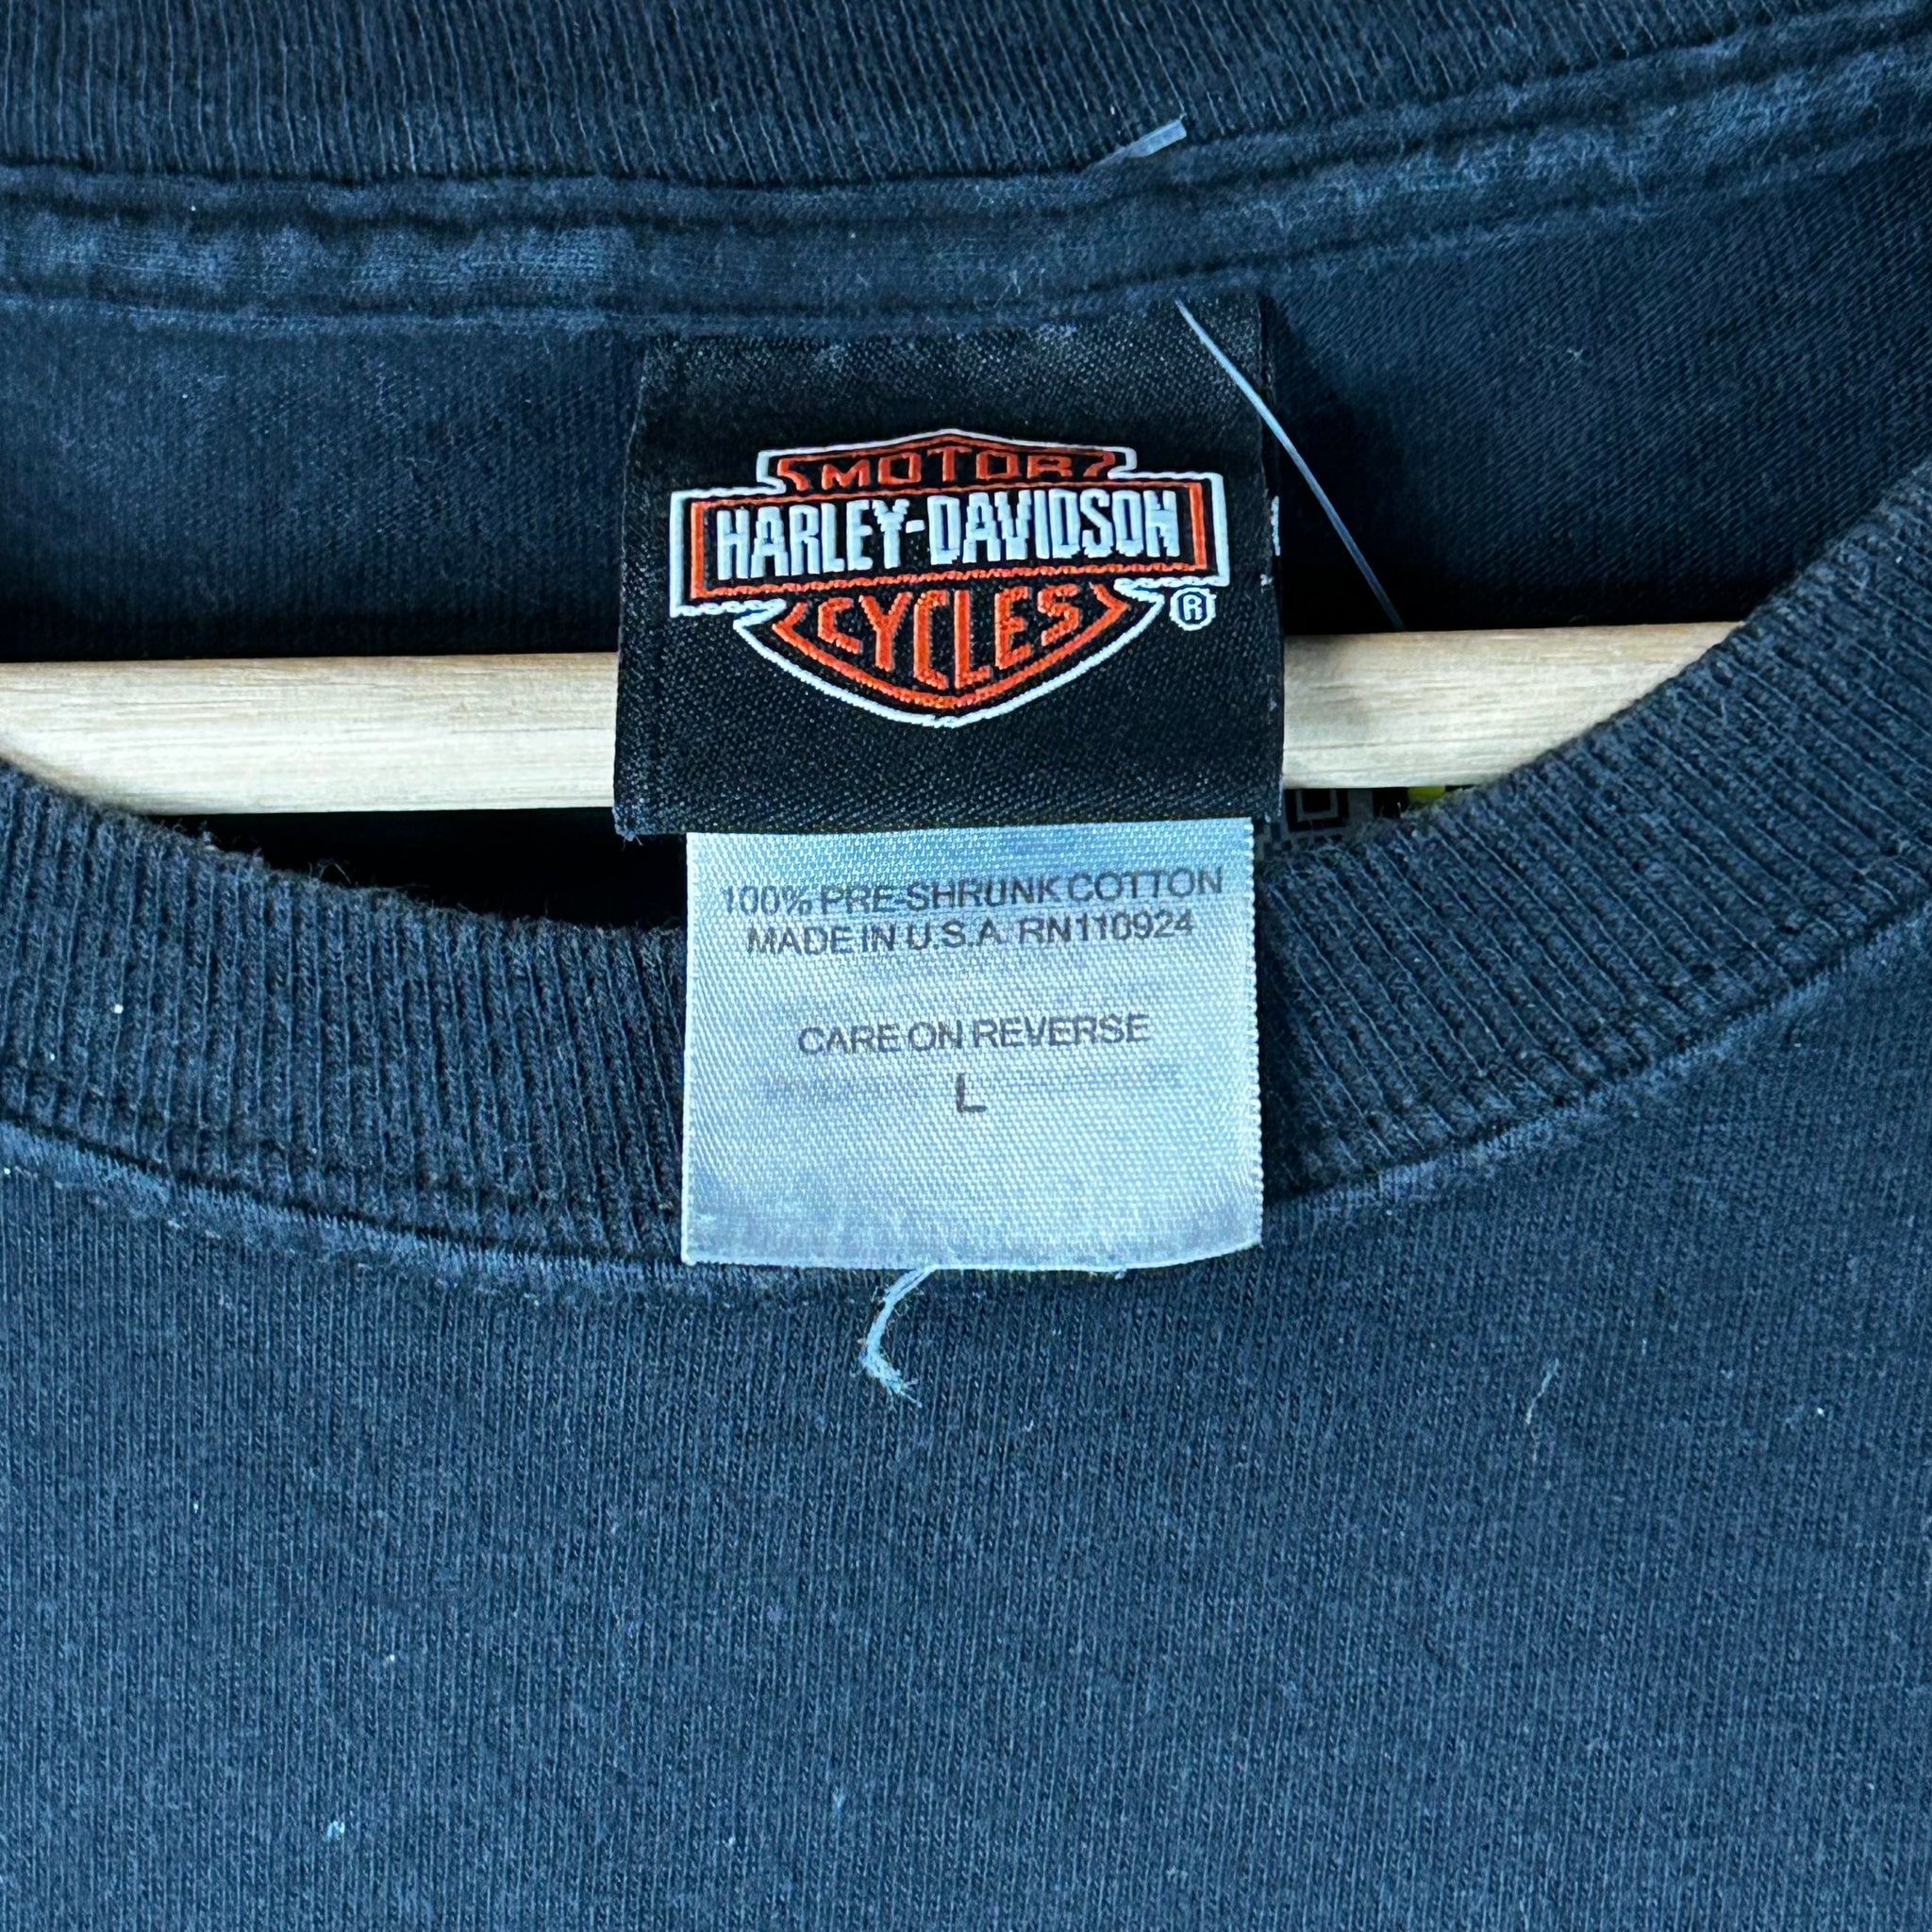 MOTOR
HARLEY-DAVIDSON
CYCLES
®
100% PRE-SHRUNK COTTON
MADE IN U.S.A. RN110924
CARE ON REVERSE
L